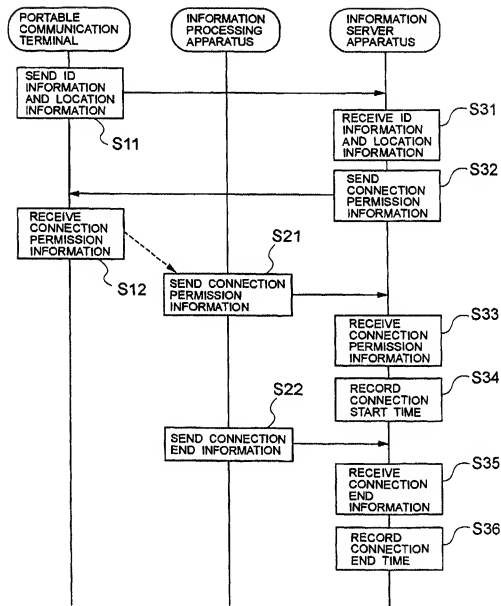 PORTABLE
COMMUNICATION
TERMINAL
INFORMATION
PROCESSING
APPARATUS
INFORMATION
SERVER
APPARATUS
SEND ID
INFORMATION
AND LOCATION
INFORMATION
S11
RECEIVE ID
INFORMATION
AND LOCATION
INFORMATION
S31
SEND
CONNECTION
PERMISSION
INFORMATION
S32
RECEIVE
CONNECTION
PERMISSION
INFORMATION
S12
SEND CONNECTION
PERMISSION
INFORMATION
S21
RECEIVE
CONNECTION
PERMISSION
INFORMATION
S33
RECORD
CONNECTION
START TIME
S34
SEND CONNECTION
END INFORMATION
S22
RECEIVE
CONNECTION
END
INFORMATION
S35
RECORD
CONNECTION
END TIME
S36